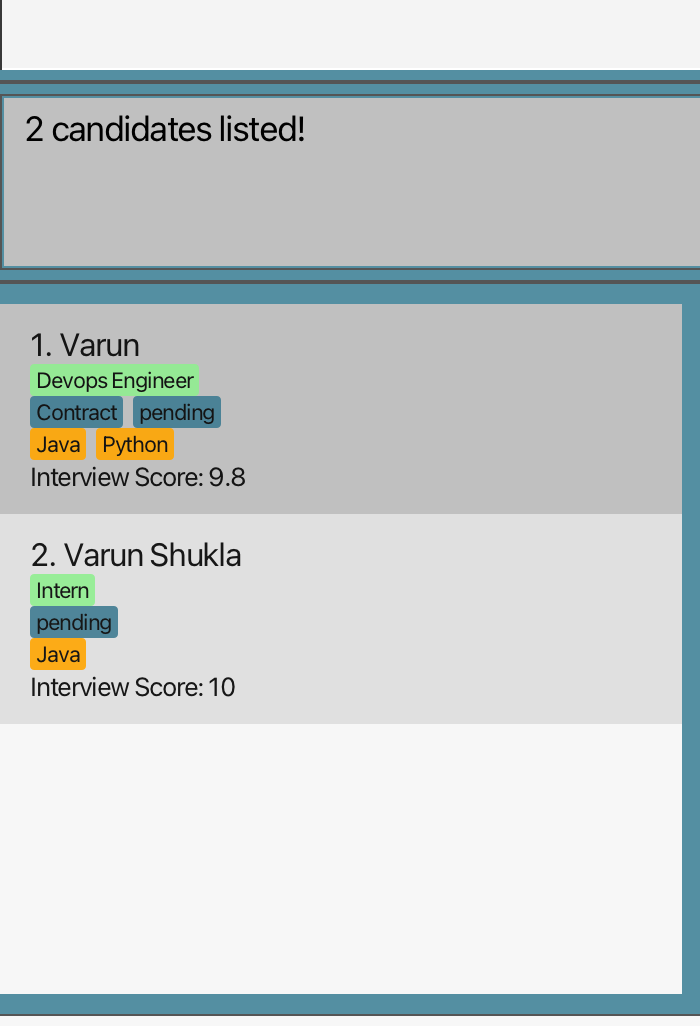 2 candidates listed!
1. Varun
Devops Engineer
Contract pending
Java Python
Interview Score: 9.8
2. Varun Shukla
Intern
pending
Java
Interview Score: 10